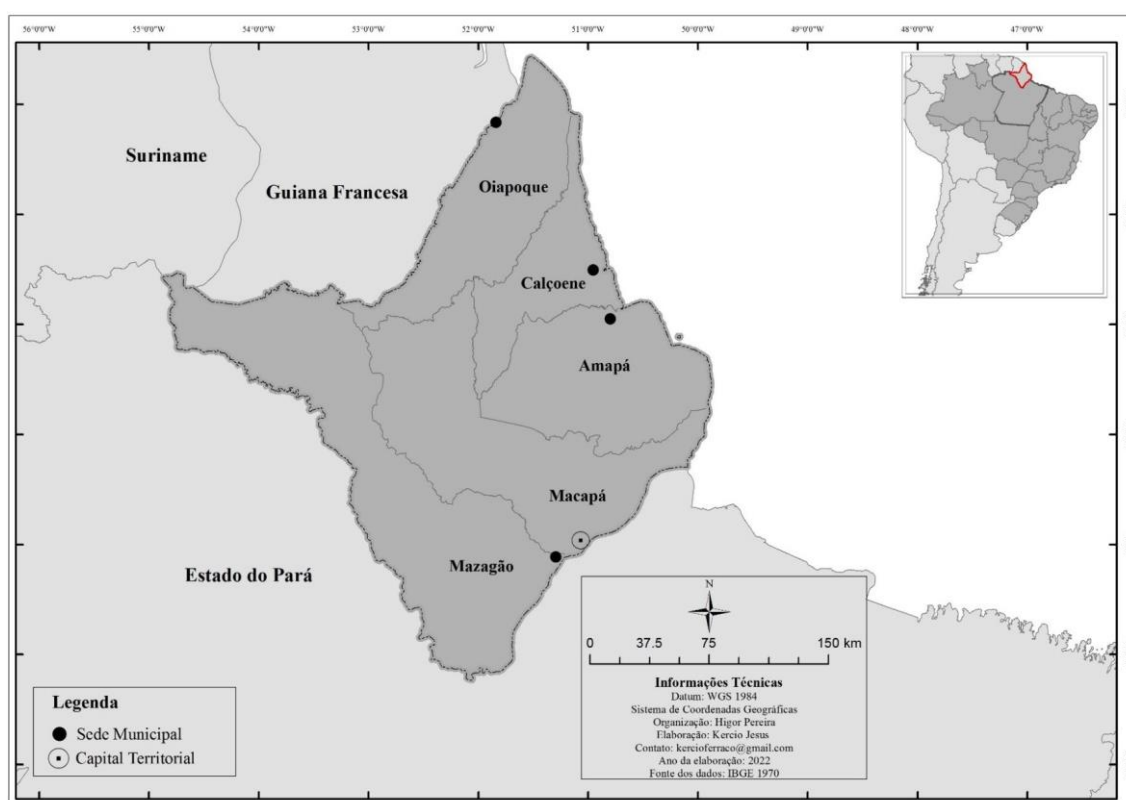 56°0'0"W 55°0'0"W 54°0'0"W 53°0'0"W 52°0'0"W 51°0'0"W 50°0'0"W 49°0'0"W 48°0'0"W 47°0'0"W
Suriname
Guiana Francesa
Oiapoque
Calçoene
Amapá
Macapá
Mazagão
Estado do Pará
N
0 37.5 75 150 km
Informações Técnicas
Datum: WGS 1984
Sistema de Coordenadas Geográficas
Organização: Higor Pereira
Elaboração: Kercio Jesus
Contato: kercioferraco@gmail.com
Ano da elaboração: 2022
Fonte dos dados: IBGE 1970
Legenda
Sede Municipal
Capital Territorial